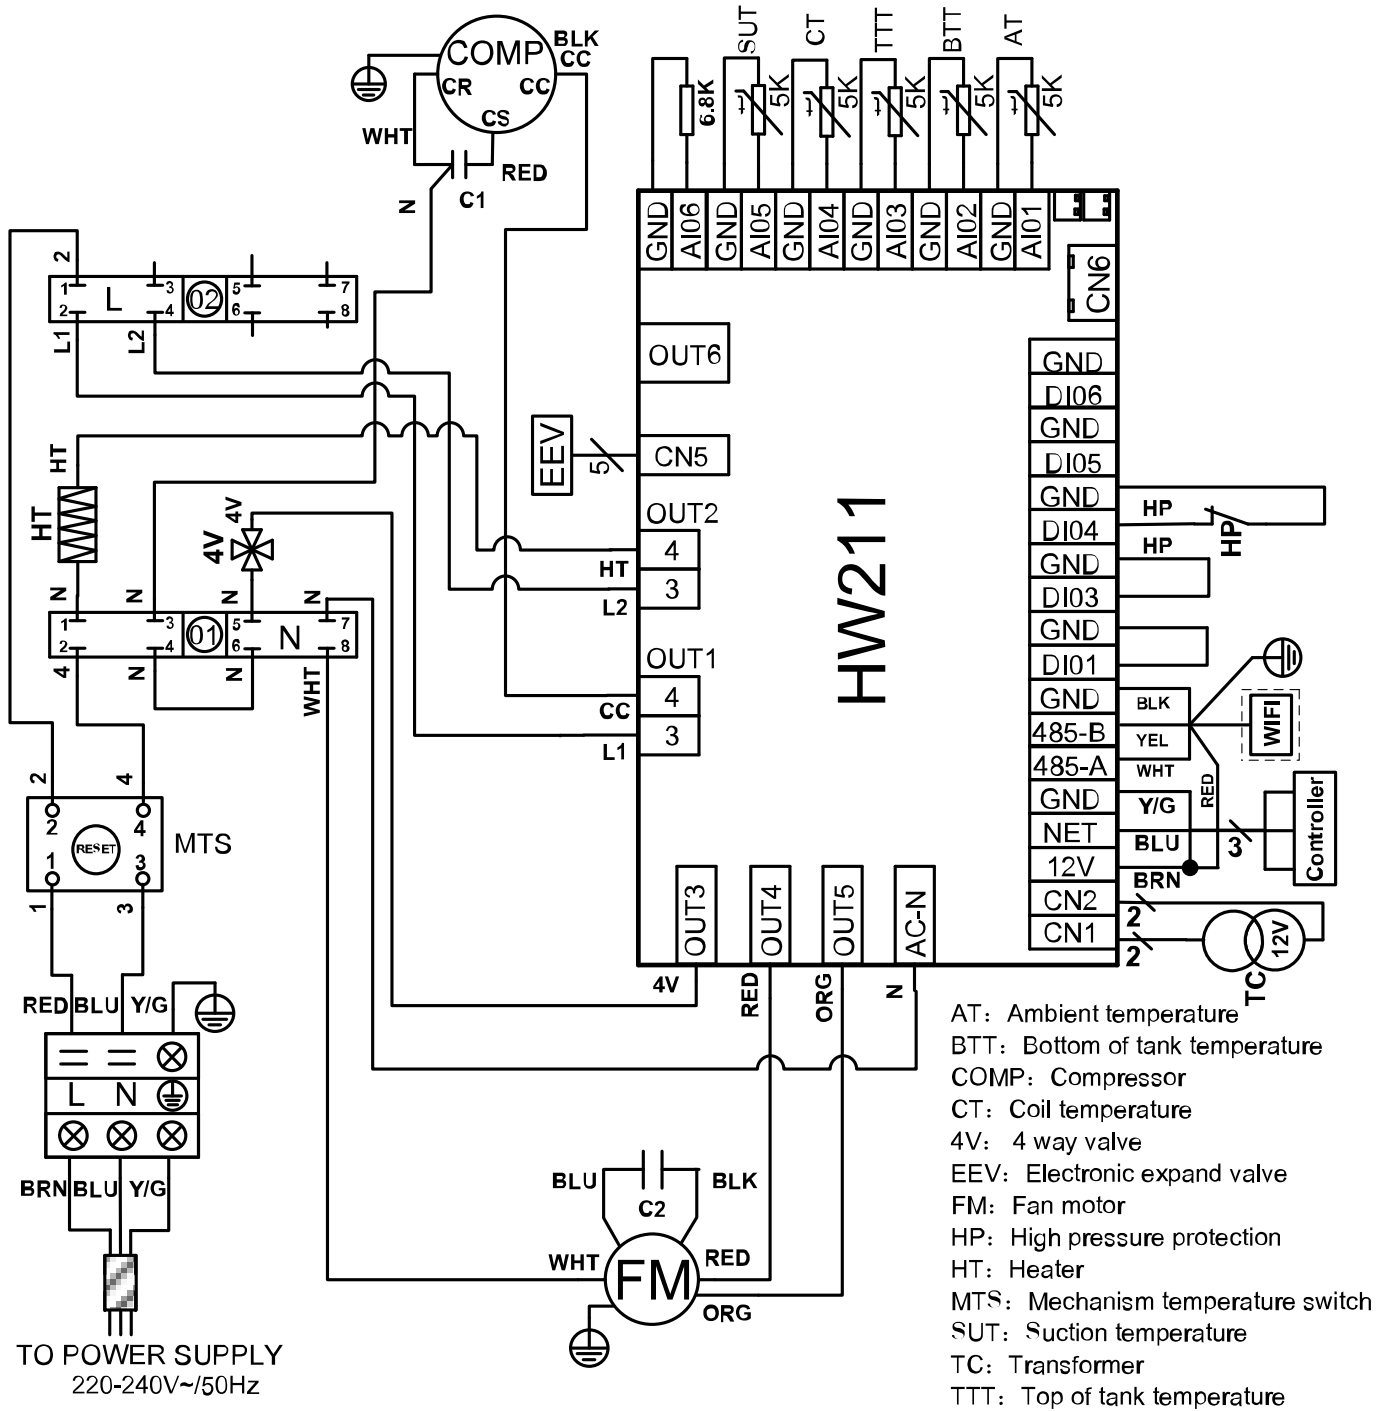 SUT
CT
TTT
BTT
AT
COMP
BLK
CC
CR
CC
CS
WHT
RED
C1
N
6.8K
5K
5K
5K
5K
5K
GND
AI06
GND
AI05
GND
AI04
GND
AI03
GND
AI02
GND
AI01
CN6
2
1
2
L
3
4
02
5
6
7
8
L1
L2
OUT6
EEV
5
CN5
OUT2
4
HT
3
L2
OUT1
4
CC
3
L1
HW211
GND
DI06
GND
DI05
GND
DI04
GND
DI03
GND
DI01
GND
485-B
485-A
GND
NET
12V
CN2
CN1
HP
HP
HP
BLK
YEL
WHT
RED
Y/G
BLU
BRN
WIFI
3
Controller
2
2
12V
TC
HT
HT
4V
4V
N
N
N
N
1
2
3
4
01
5
6
N
7
8
4
N
N
WHT
2
4
2
4
RESET
MTS
1
3
1
3
RED BLU Y/G
L N
BRN BLU Y/G
TO POWER SUPPLY
220-240V~/50Hz
OUT3
OUT4
OUT5
AC-N
4V
RED
ORG
N
BLU
C2
BLK
WHT
FM
RED
ORG
AT: Ambient temperature
BTT: Bottom of tank temperature
COMP: Compressor
CT: Coil temperature
4V: 4 way valve
EEV: Electronic expand valve
FM: Fan motor
HP: High pressure protection
HT: Heater
MTS: Mechanism temperature switch
SUT: Suction temperature
TC: Transformer
TTT: Top of tank temperature